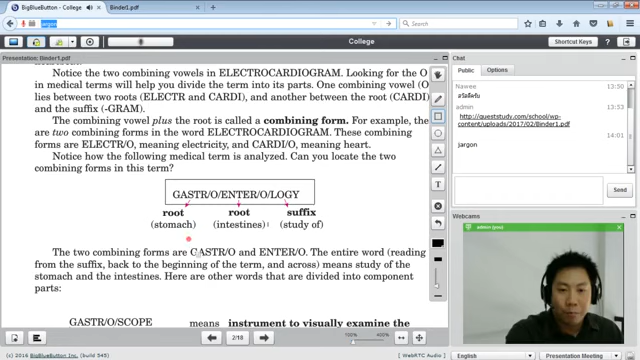 BigBlueButton - College
Binder1.pdf
argon
College
Shortcut Keys
Logout
Presentation: Binder1.pdf
Notice the two combining vowels in ELECTROCARDIOGRAM. Looking for the O
in medical terms will help you divide the term into its parts. One combining vowel (O
lies between two roots (ELECTR and CARDI), and another between the root (CARDI)
and the suffix (-GRAM).
The combining vowel plus the root is called a combining form. For example, the
are two combining forms in the word ELECTROCARDIOGRAM. These combining
forms are ELECTR/O, meaning electricity, and CARDI/O, meaning heart.
Notice how the following medical term is analyzed. Can you locate the two
combining forms in this term?
GASTR/O/ENTER/O/LOGY
root root suffix
(stomach) (intestines) (study of)
The two combining forms are GASTR/O and ENTER/O. The entire word (reading
from the suffix, back to the beginning of the term, and across) means study of the
stomach and the intestines. Here are other words that are divided into component
parts:
GASTR/O/SCOPE means instrument to visually examine the
2/18
100% 400%
Chat
Public Options
Nawee 13:50
สวัสดีครับ
admin 13:53
http://queststudy.com/school/wp-
content/uploads/2017/02/Binder1.pdf
14:01
jargon
Send
Webcams
admin (you)
English
Presentation Meeting
(c) 2016 BigBlueButton Inc. (build 545)
[ WebRTC Audio ]